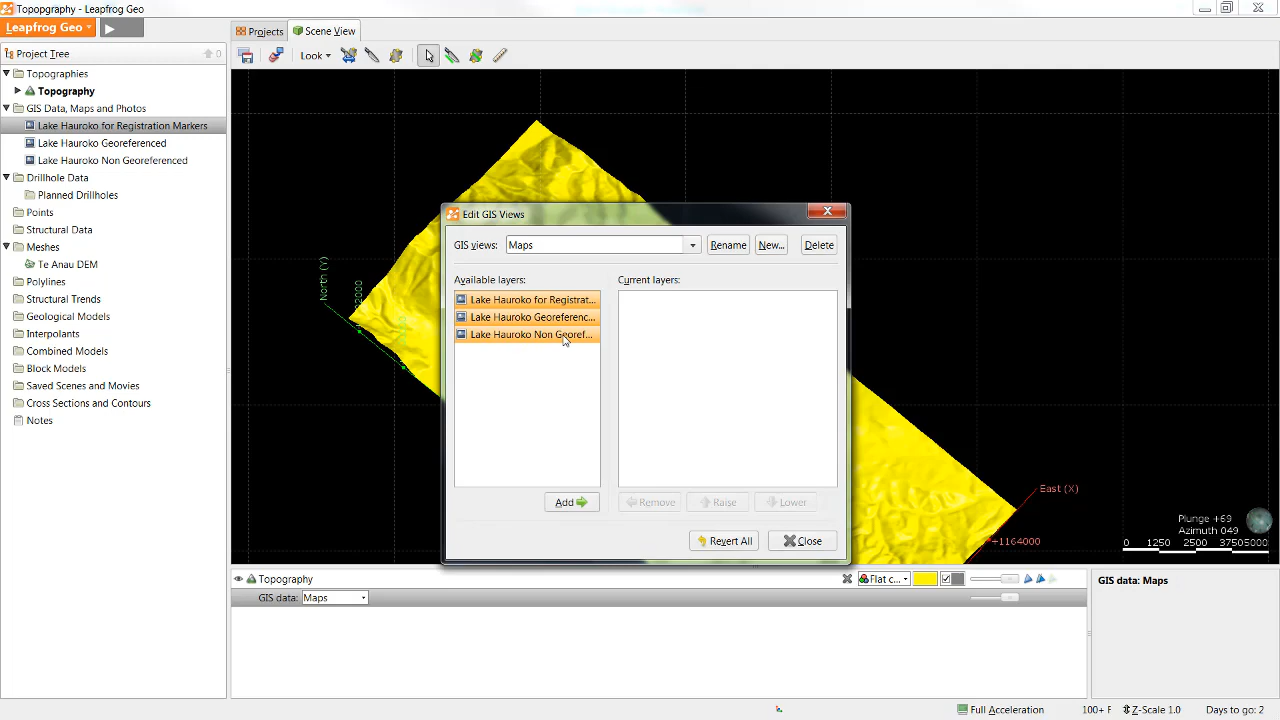 Topopgraphy - Leapfrog Geo
Leapfrog Geo
Projects
Scene View
Project Tree
0
Look
Topographies
Topography
GIS Data, Maps and Photos
Lake Hauroko for Registration Markers
Lake Hauroko Georeferenced
Lake Hauroko Non Georeferenced
Drillhole Data
Planned Drillholes
Points
Structural Data
Meshes
Te Anau DEM
Polylines
Structural Trends
Geological Models
Interpolants
Combined Models
Block Models
Saved Scenes and Movies
Cross Sections and Contours
Notes
North (Y)
Edit GIS Views
GIS views:
Maps
Rename
New...
Delete
Available layers:
Current layers:
Lake Hauroko for Registrat...
Lake Hauroko Georeferenc...
Lake Hauroko Non Georef...
Add
Remove
Raise
Lower
Revert All
Close
East (X)
+1164000
Plunge +69
Azimuth 049
0 1250 2500 37505000
Topography
Flat c...
GIS data:
Maps
GIS data: Maps
Full Acceleration
100+ F
Z-Scale 1.0
Days to go: 2